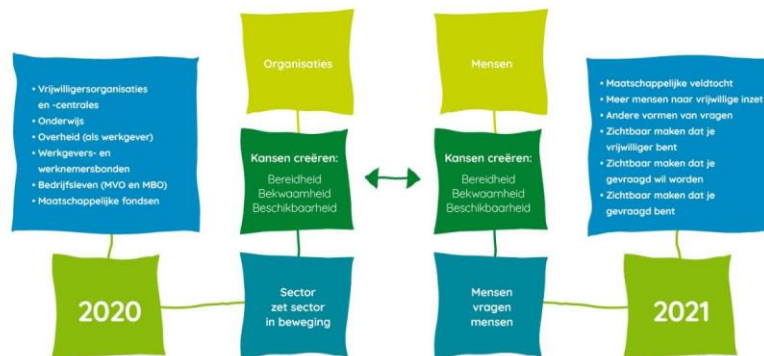 • Vrijwilligersorganisaties
en -centrales
• Onderwijs
• Overheid (als werkgever)
• Werkgevers- en
werknemersbonden
• Bedrijfsleven (MVO en MBO)
• Maatschappelijke fondsen
2020
Organisaties
Kansen creëren:
Bereidheid
Bekwaamheid
Beschikbaarheid
Sector
zet sector
in beweging
Mensen
Kansen creëren:
Bereidheid
Bekwaamheid
Beschikbaarheid
Mensen
vragen
mensen
• Maatschappelijke veldtocht
• Meer mensen naar vrijwillige inzet
• Andere vormen van vragen
• Zichtbaar maken dat je
vrijwilliger bent
• Zichtbaar maken dat je
gevraagd wil worden
• Zichtbaar maken dat je
gevraagd bent
2021